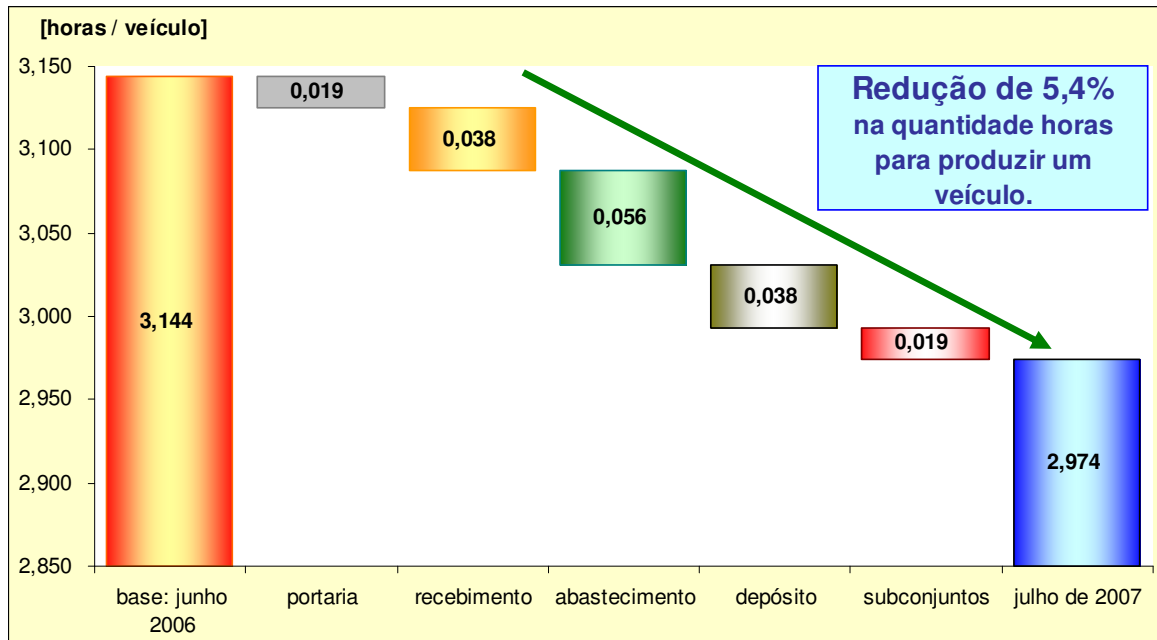 [horas / veículo]
3,150
3,100
3,050
3,000
2,950
2,900
2,850
3,144
0,019
0,038
0,056
0,038
0,019
2,974
Redução de 5,4%
na quantidade horas
para produzir um
veículo.
base: junho
2006
portaria
recebimento
abastecimento
depósito
subconjuntos
julho de 2007